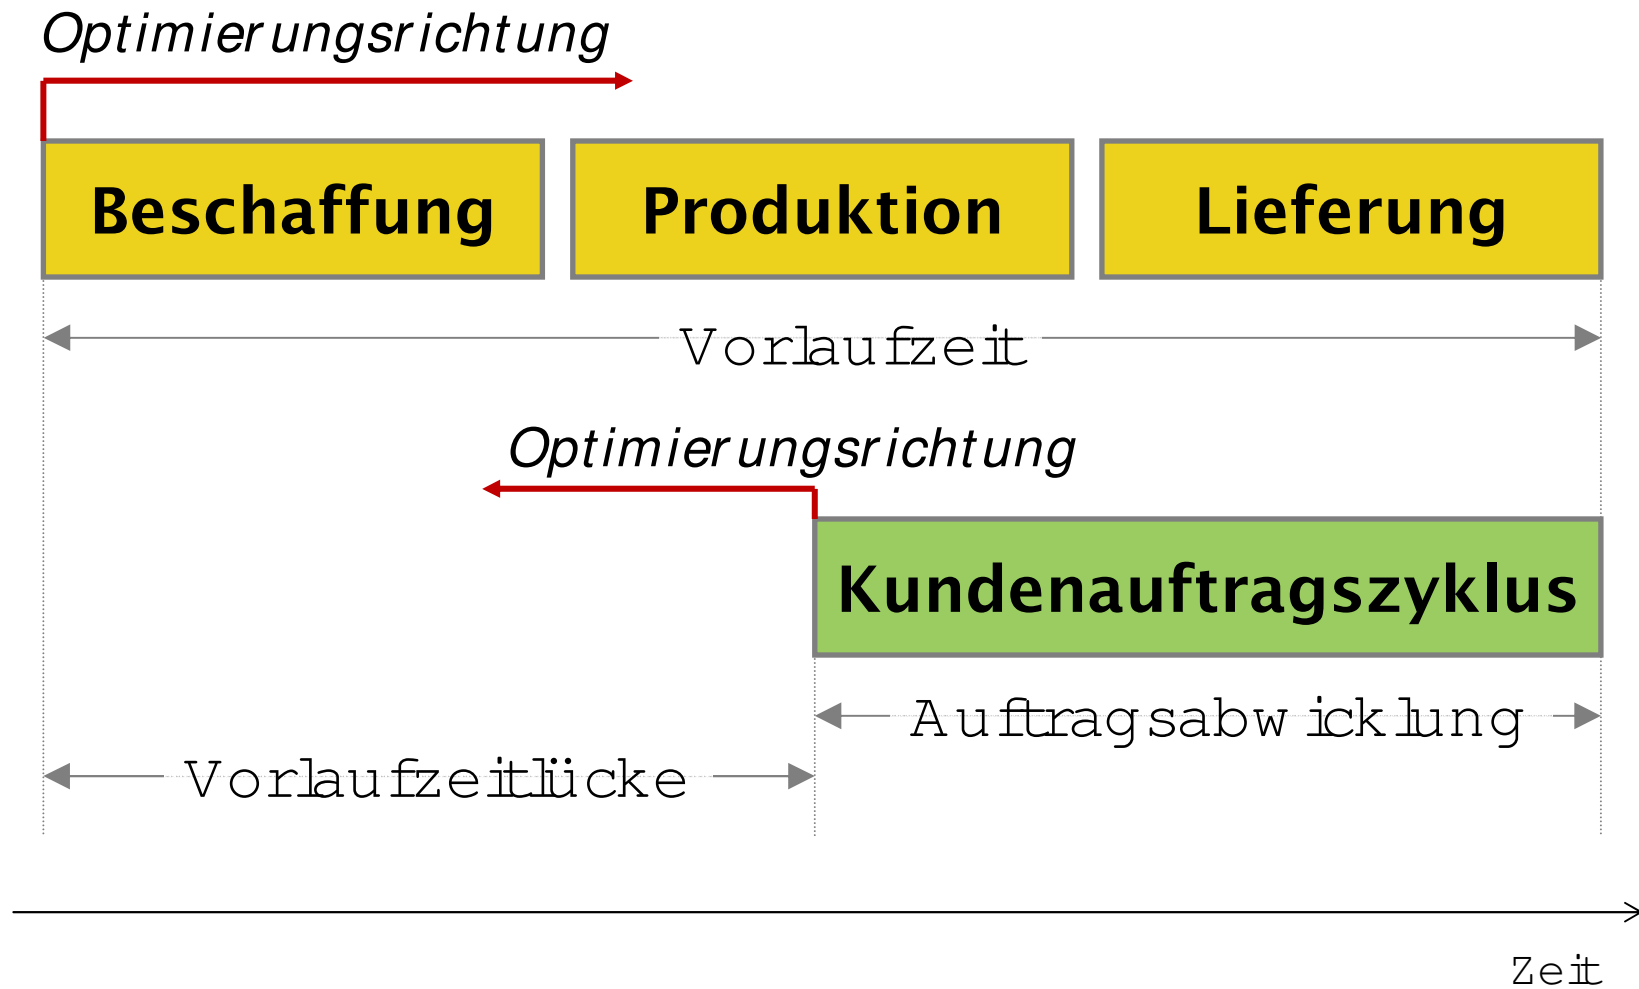 Optimierungsrichtung
Beschaffung
Produktion
Lieferung
Vorlaufzeit
Optimierungsrichtung
Kundenauftragszyklus
Auftragsabwicklung
Vorlaufzeitlücke
Zeit